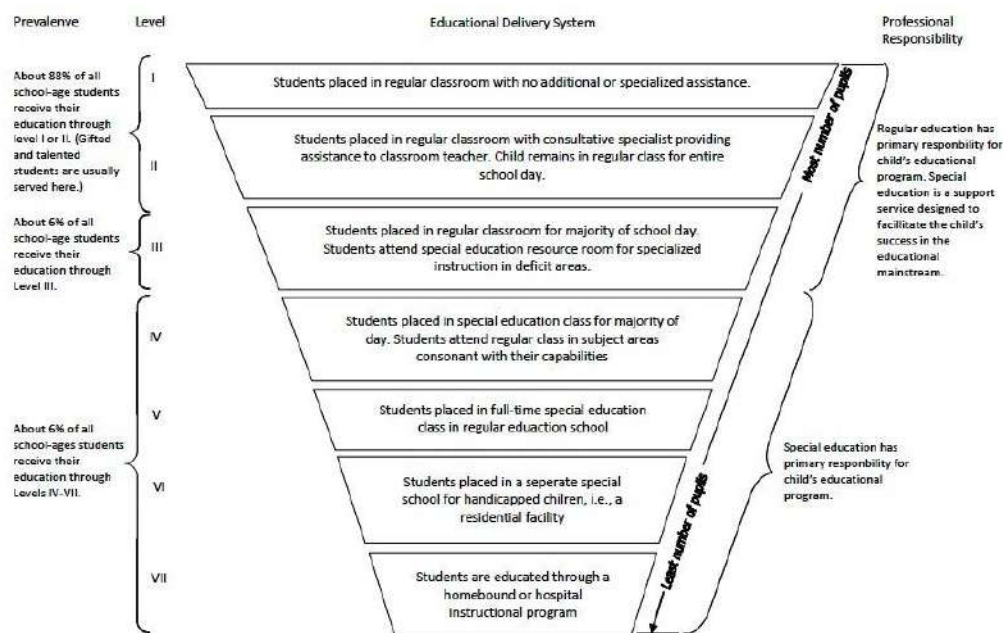 Prevalenve
Level
Educational Delivery System
Professional
Responsibility
About 88% of all
school-age students
receive their
education through
level I or II. (Gifted
and talented
students are usually
served here.)
I
Students placed in regular classroom with no additional or specialized assistance.
II
Students placed in regular classroom with consultative specialist providing
assistance to classroom teacher. Child remains in regular class for entire
school day.
About 6% of all
school-age students
receive their
education through
Level III.
III
Students placed in regular classroom for majority of school day.
Students attend special education resource room for specialized
instruction in deficit areas.
Most number of pupils
Regular education has
primary responbility for
child's educational
program. Special
education is a support
service designed to
facilitate the child's
success in the
educational
mainstream.
About 6% of all
school-ages students
receive their
education through
Levels IV-VII.
IV
Students placed in special education class for majority of
day. Students attend regular class in subject areas
consonant with their capabilities
V
Students placed in full-time special education
class in regular eduaction school
VI
Students placed in a seperate special
school for handicapped chilren, i.e., a
residential facility
VII
Students are educated through a
homebound or hospital
instructional program
Least number of pupils
Special education has
primary responbility for
child's educational
program.